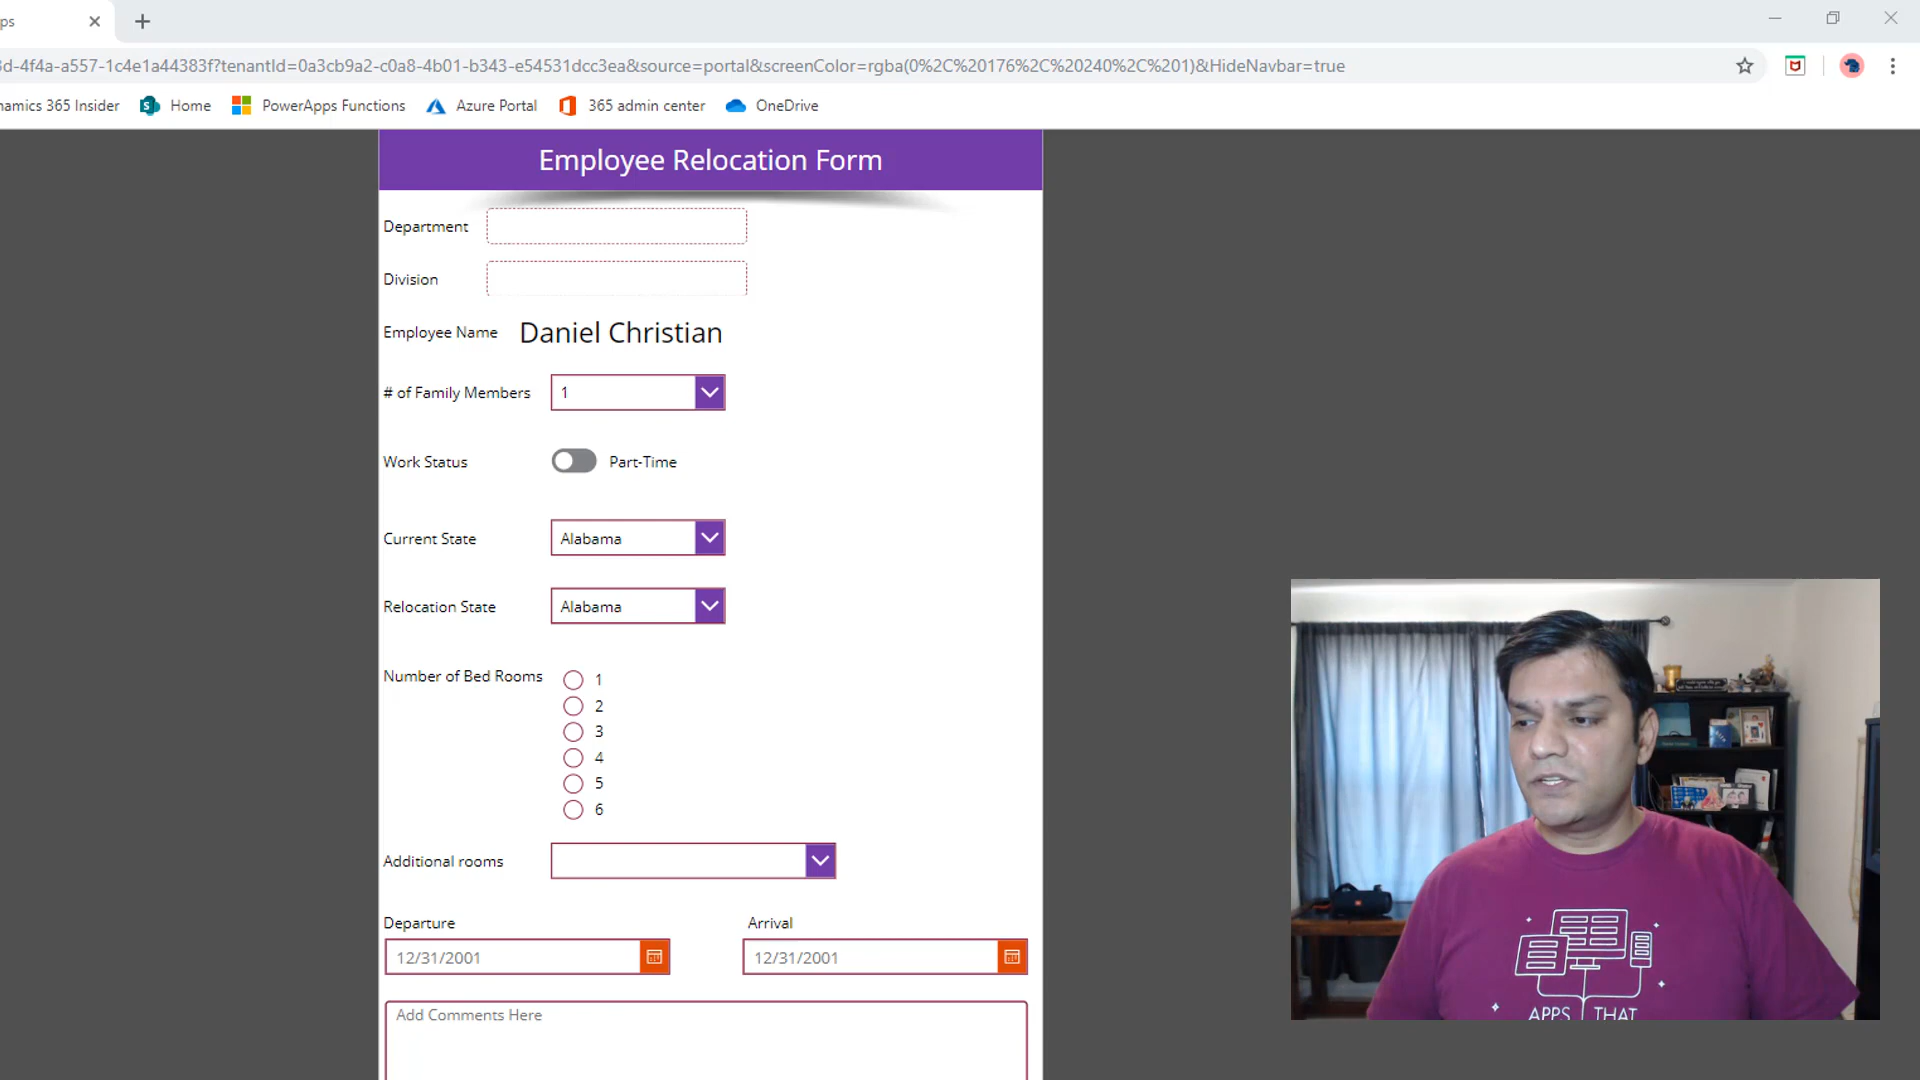 ps
3d-4f4a-a557-1c4e1a44383f?tenantId=0a3cb9a2-c0a8-4b01-b343-e54531dcc3ea&source=portal&screenColor=rgba(0%2C%20176%2C%20240%2C%201)&HideNavbar=true
namics 365 Insider Home PowerApps Functions Azure Portal 365 admin center OneDrive
Employee Relocation Form
Department
Division
Employee Name Daniel Christian
# of Family Members 1
Work Status Part-Time
Current State Alabama
Relocation State Alabama
Number of Bed Rooms 1
2
3
4
5
6
Additional rooms
Departure Arrival
12/31/2001 12/31/2001
Add Comments Here
APPS THAT